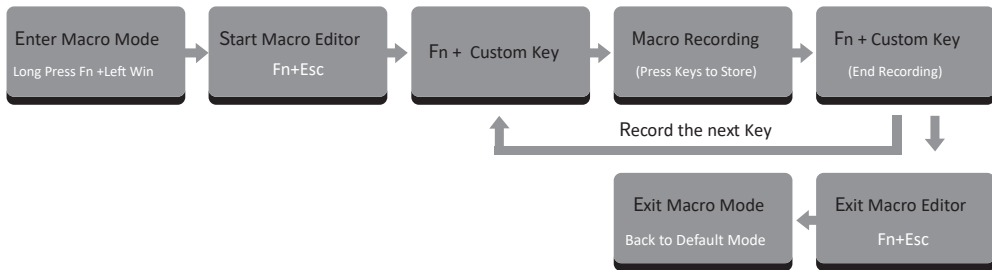 Enter Macro Mode
Long Press Fn +Left Win
Start Macro Editor
Fn+Esc
Fn + Custom Key
Macro Recording
(Press Keys to Store)
Fn + Custom Key
(End Recording)
Record the next Key
Exit Macro Mode
Back to Default Mode
Exit Macro Editor
Fn+Esc